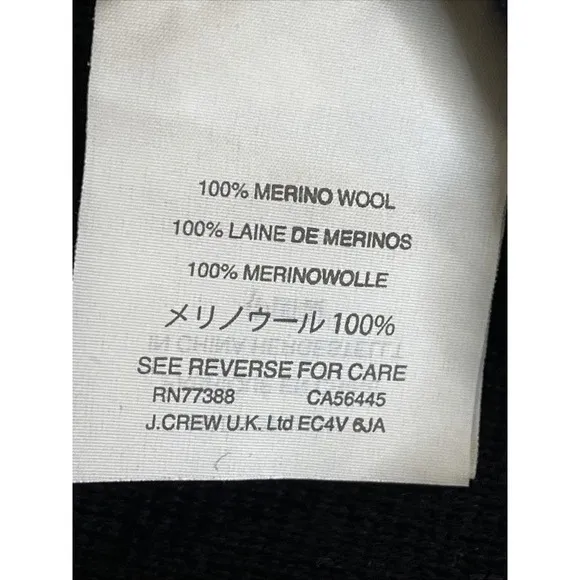 100% MERINO WOOL
100% LAINE DE MERINOS
100% MERINOWOLLE
メリノウール 100%
SEE REVERSE FOR CARE
RN77388 CA56445
J.CREW U.K. Ltd EC4V 6JA